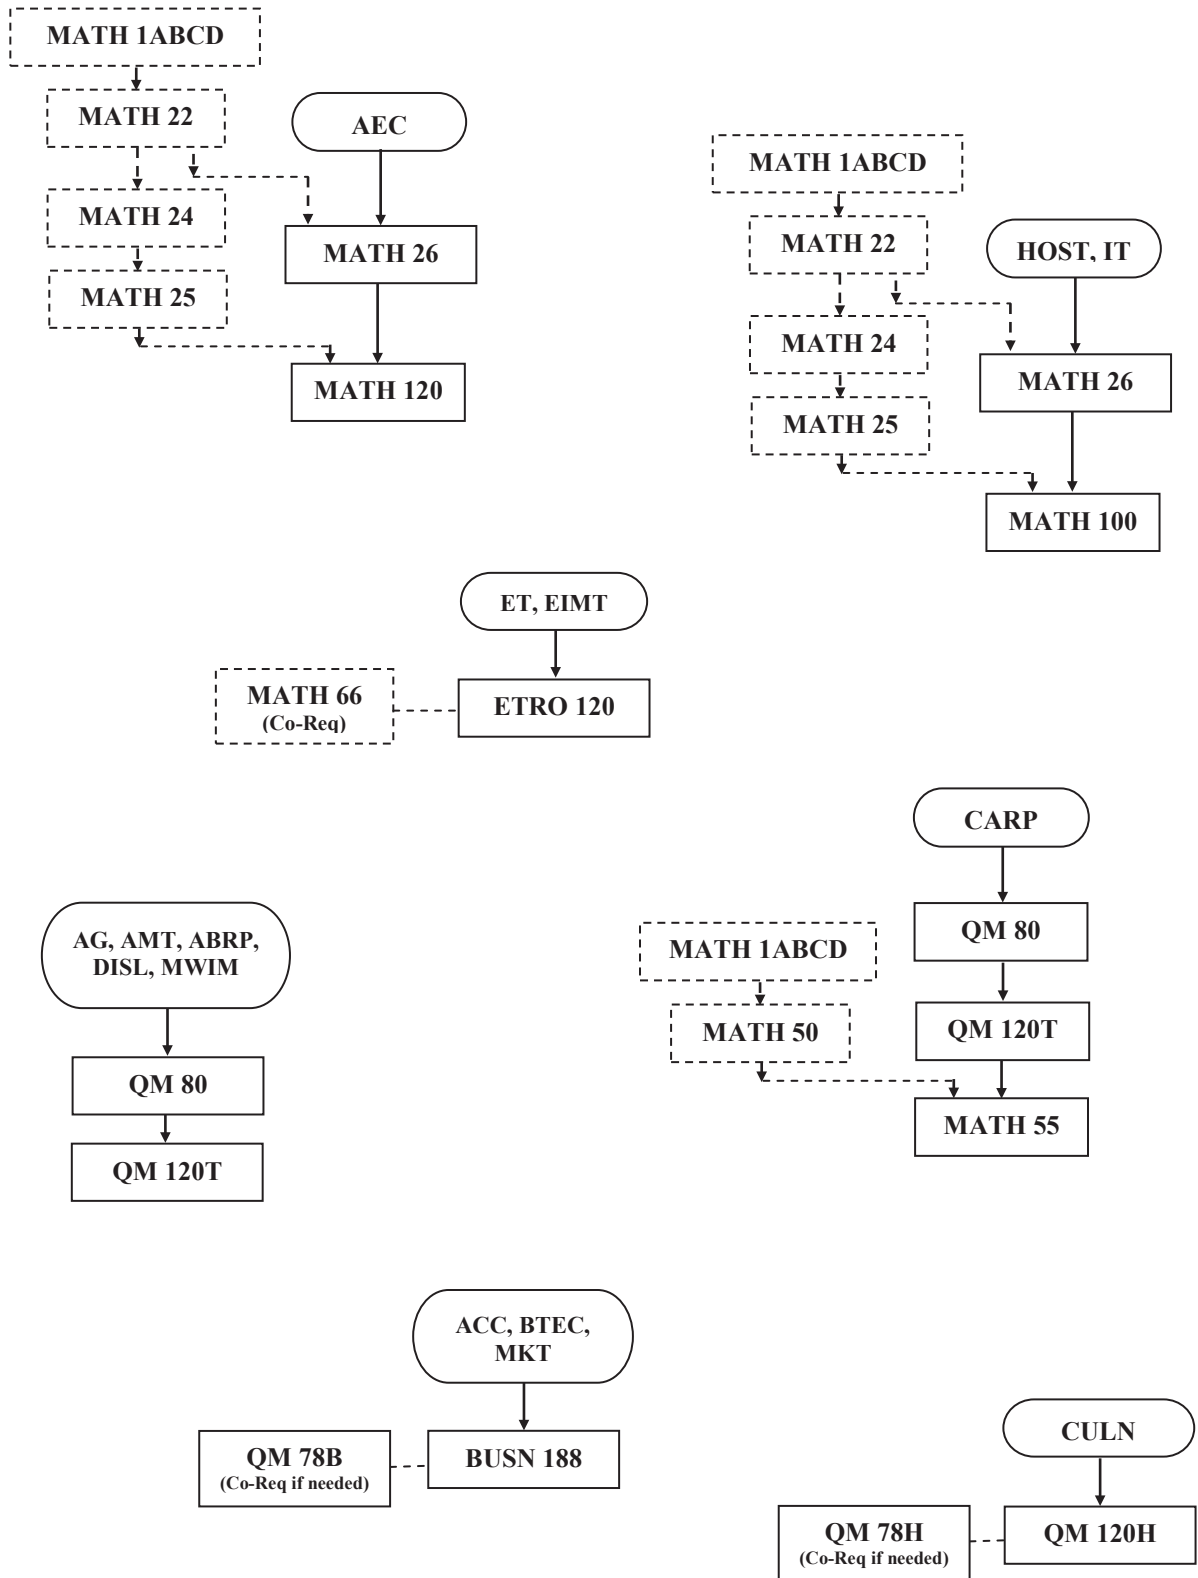 MATH 1ABCD
MATH 22
AEC
MATH 24
MATH 26
MATH 25
MATH 120
MATH 1ABCD
MATH 22
HOST, IT
MATH 24
MATH 26
MATH 25
MATH 100
ET, EIMT
MATH 66
(Co-Req)
ETRO 120
CARP
QM 80
MATH 1ABCD
QM 120T
MATH 50
MATH 55
AG, AMT, ABRP,
DISL, MWIM
QM 80
QM 120T
ACC, BTEC,
MKT
QM 78B
(Co-Req if needed)
BUSN 188
CULN
QM 78H
(Co-Req if needed)
QM 120H